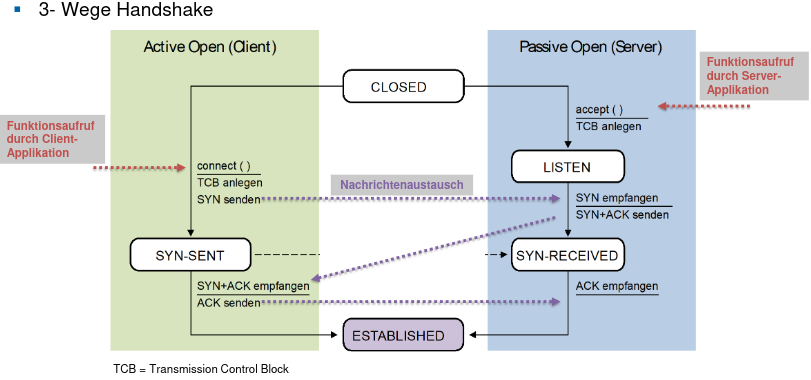 3- Wege Handshake
Active Open (Client)
Passive Open (Server)
CLOSED
Funktionsaufruf
durch Server-
Applikation
accept ( )
TCB anlegen
Funktionsaufruf
durch Client-
Applikation
LISTEN
connect ( )
TCB anlegen
SYN senden
Nachrichtenaustausch
SYN empfangen
SYN+ACK senden
SYN-SENT
SYN-RECEIVED
SYN+ACK empfangen
ACK senden
ACK empfangen
ESTABLISHED
TCB = Transmission Control Block